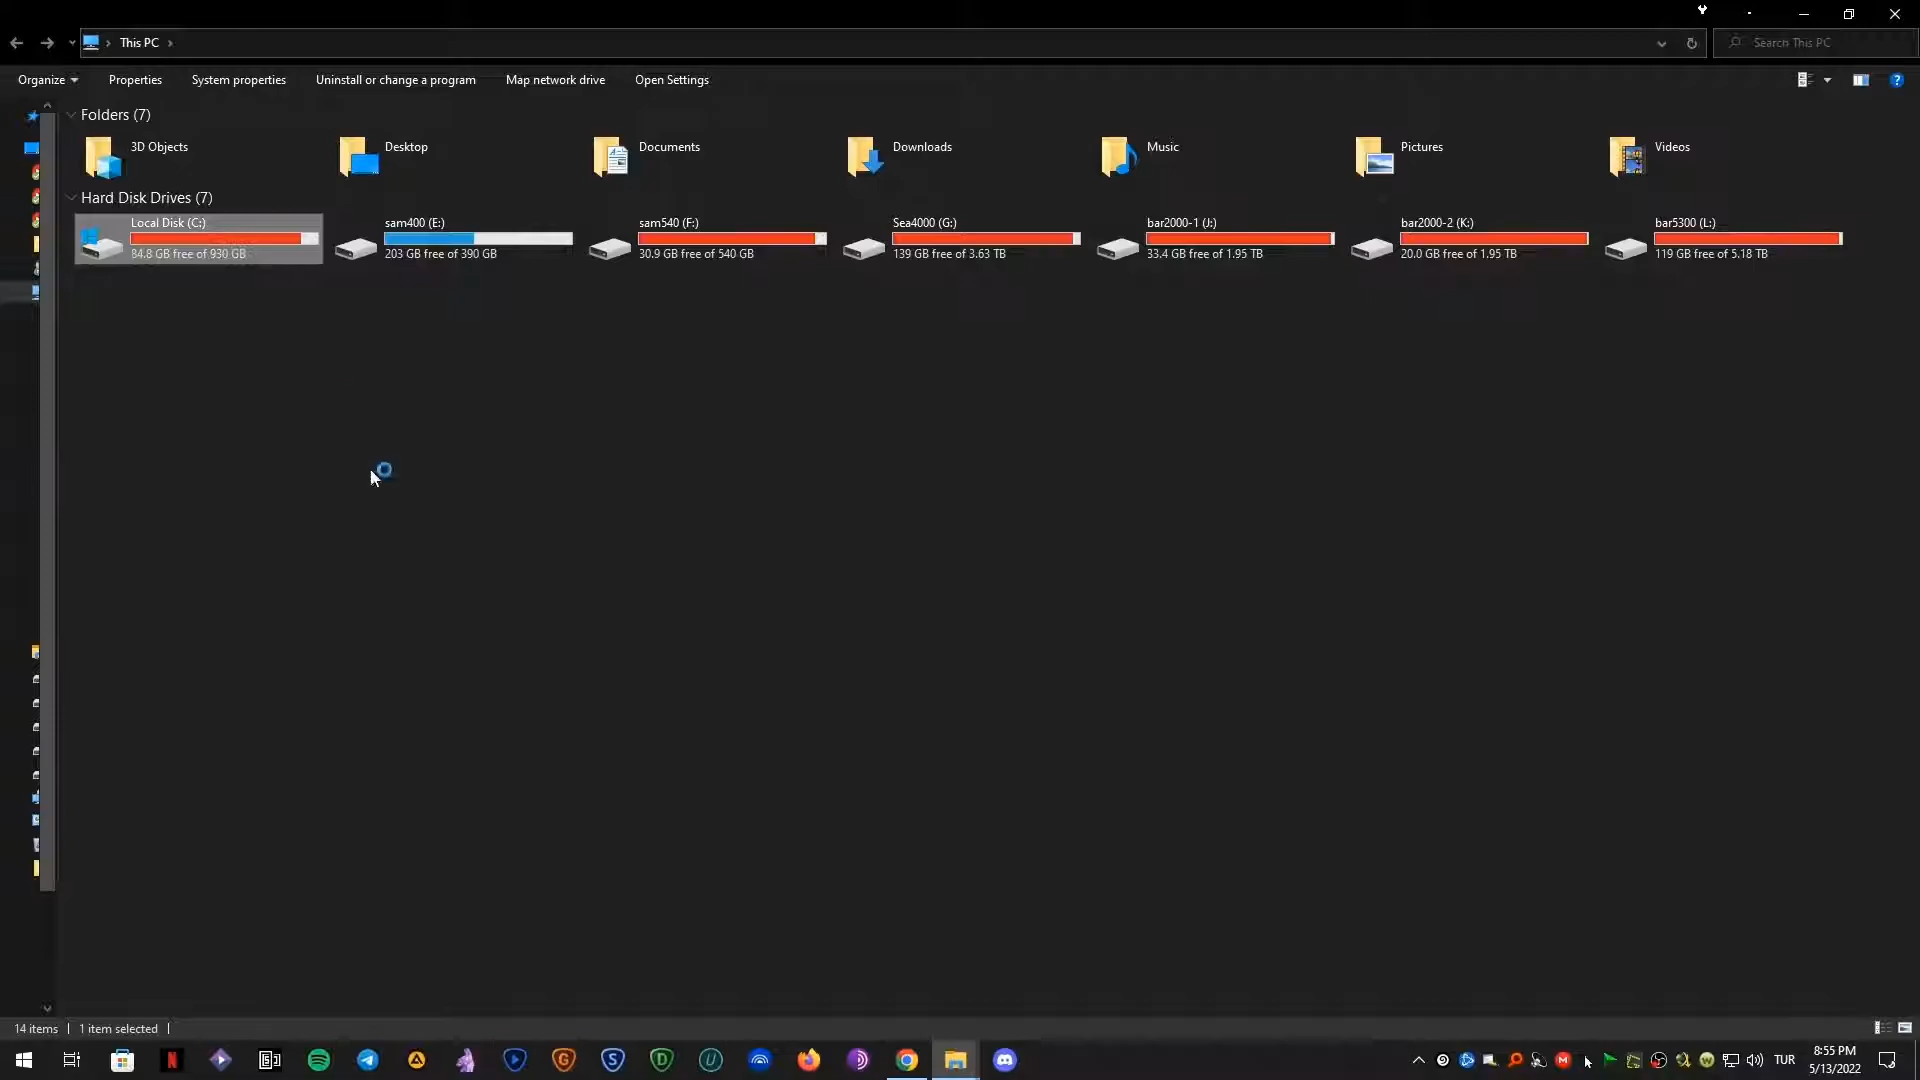 This PC
Search This PC
Organize
Properties
System properties
Uninstall or change a program
Map network drive
Open Settings
Folders (7)
3D Objects
Desktop
Documents
Downloads
Music
Pictures
Videos
Hard Disk Drives (7)
Local Disk (C:)
84.8 GB free of 930 GB
sam400 (E:)
203 GB free of 390 GB
sam540 (F:)
30.9 GB free of 540 GB
Sea4000 (G:)
139 GB free of 3.63 TB
bar2000-1 (J:)
33.4 GB free of 1.95 TB
bar2000-2 (K:)
20.0 GB free of 1.95 TB
bar5300 (L:)
119 GB free of 5.18 TB
14 items
1 item selected
TUR
8:55 PM
5/13/2022